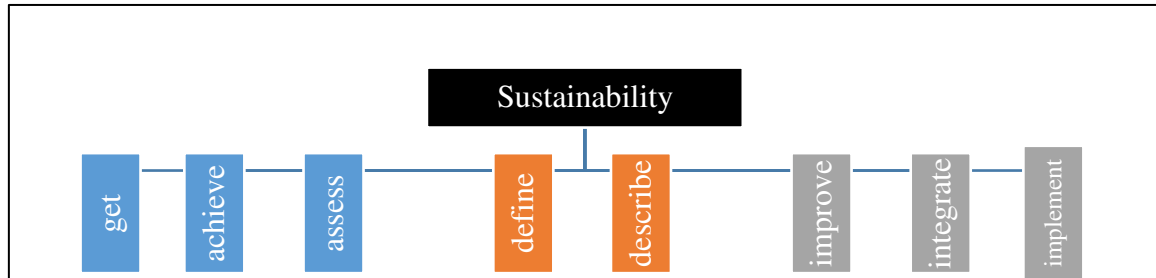 Sustainability
get
achieve
assess
define
describe
improve
integrate
implement